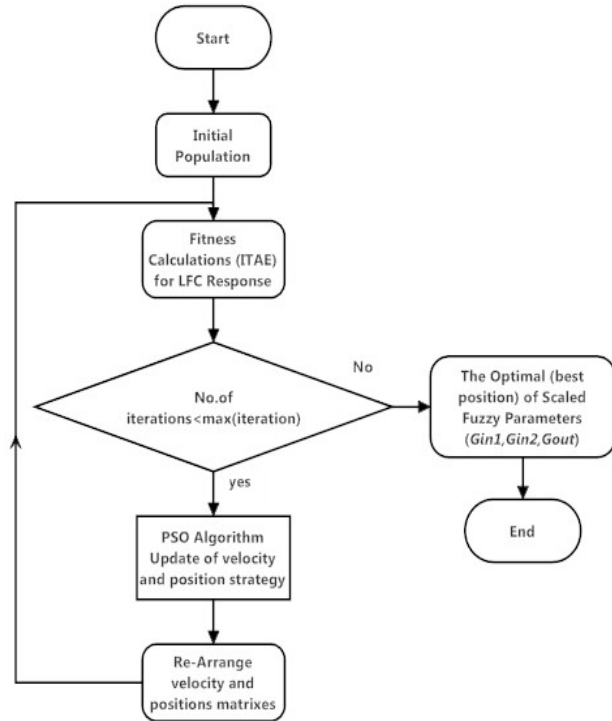 Start
Initial
Population
Fitness
Calculations (ITAE)
for LFC Response
No.of
iterations<max(iteration)
No
The Optimal (best
position) of Scaled
Fuzzy Parameters
(Gin1,Gin2,Gout)
End
yes
PSO Algorithm
Update of velocity
and position strategy
Re-Arrange
velocity and
positions matrixes